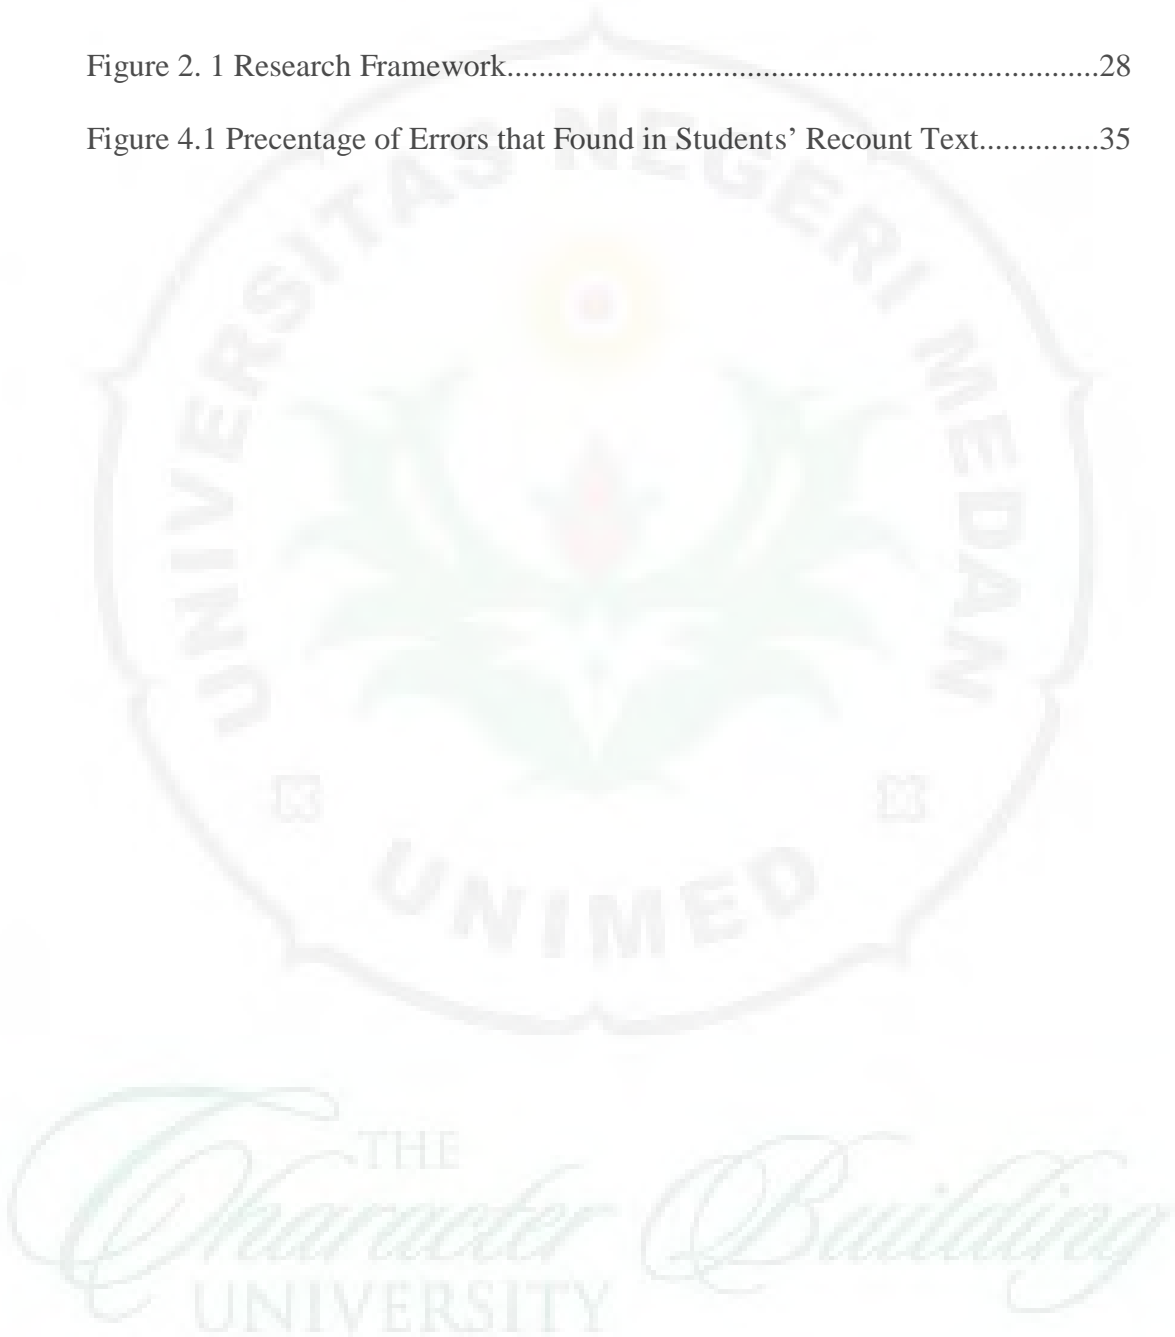 Figure 2. 1 Research Framework.........................................................................28
Figure 4.1 Precentage of Errors that Found in Students’ Recount Text...............35
UNIVERSITAS NEGERI MEDAN
UNIMED
THE
Character Building
UNIVERSITY